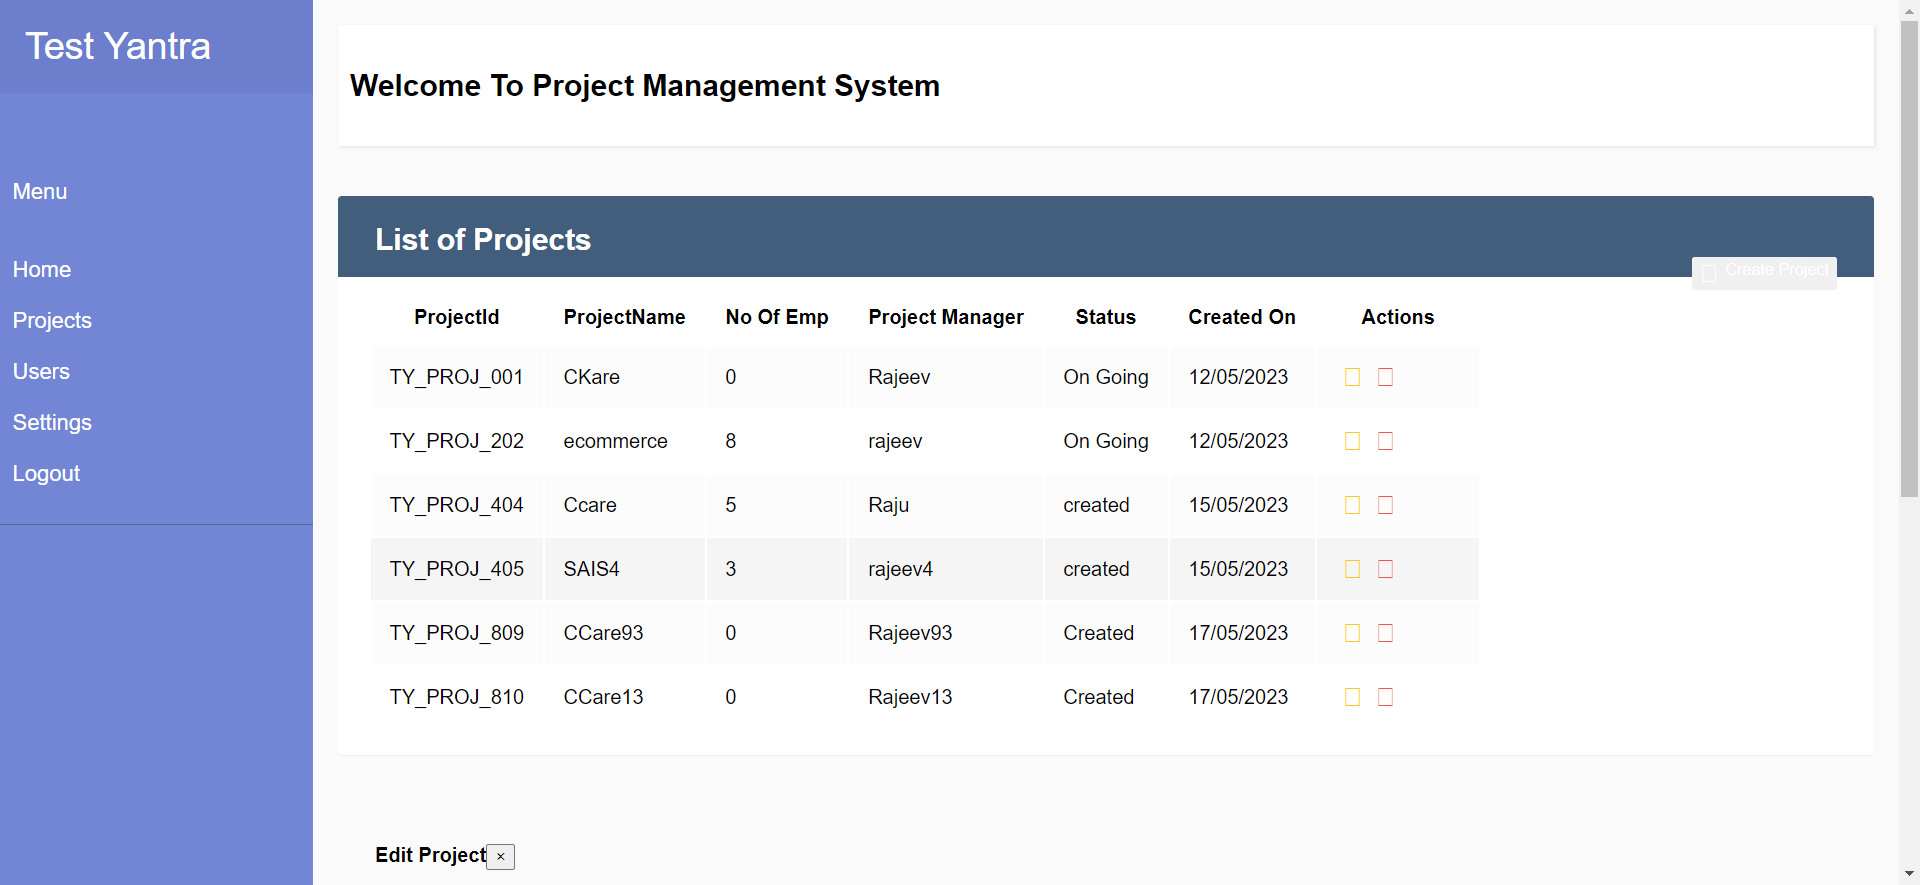 Test Yantra
Menu
Home
Projects
Users
Settings
Logout
Welcome To Project Management System
List of Projects
Create Project
ProjectId ProjectName No Of Emp Project Manager Status Created On Actions
TY_PROJ_001 CKare 0 Rajeev On Going 12/05/2023
TY_PROJ_202 ecommerce 8 rajeev On Going 12/05/2023
TY_PROJ_404 Ccare 5 Raju created 15/05/2023
TY_PROJ_405 SAIS4 3 rajeev4 created 15/05/2023
TY_PROJ_809 CCare93 0 Rajeev93 Created 17/05/2023
TY_PROJ_810 CCare13 0 Rajeev13 Created 17/05/2023
Edit Project ×